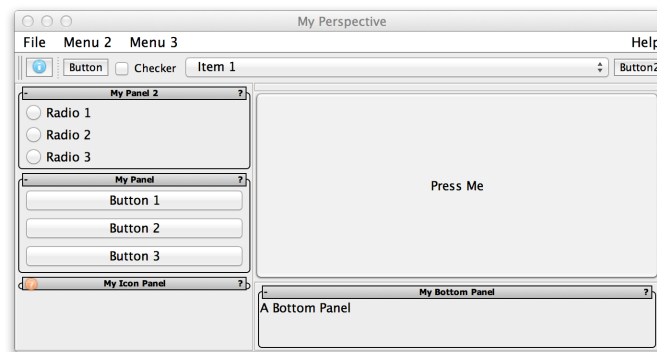 My Perspective
File Menu 2 Menu 3 Help
Button Checker Item 1 Button2
- My Panel 2 ?
Radio 1
Radio 2
Radio 3
- My Panel ?
Button 1
Button 2
Button 3
My Icon Panel ?
Press Me
- My Bottom Panel ?
A Bottom Panel